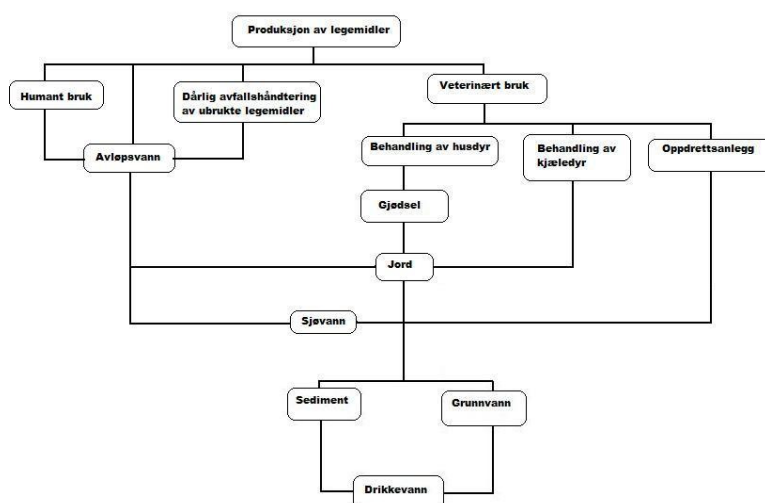 Produksjon av legemidler
Humant bruk
Dårlig avfallshåndtering
av ubrukte legemidler
Veterinært bruk
Avløpsvann
Behandling av husdyr
Behandling av
kjæledyr
Oppdrettsanlegg
Gjødsel
Jord
Sjøvann
Sediment
Grunnvann
Drikkevann